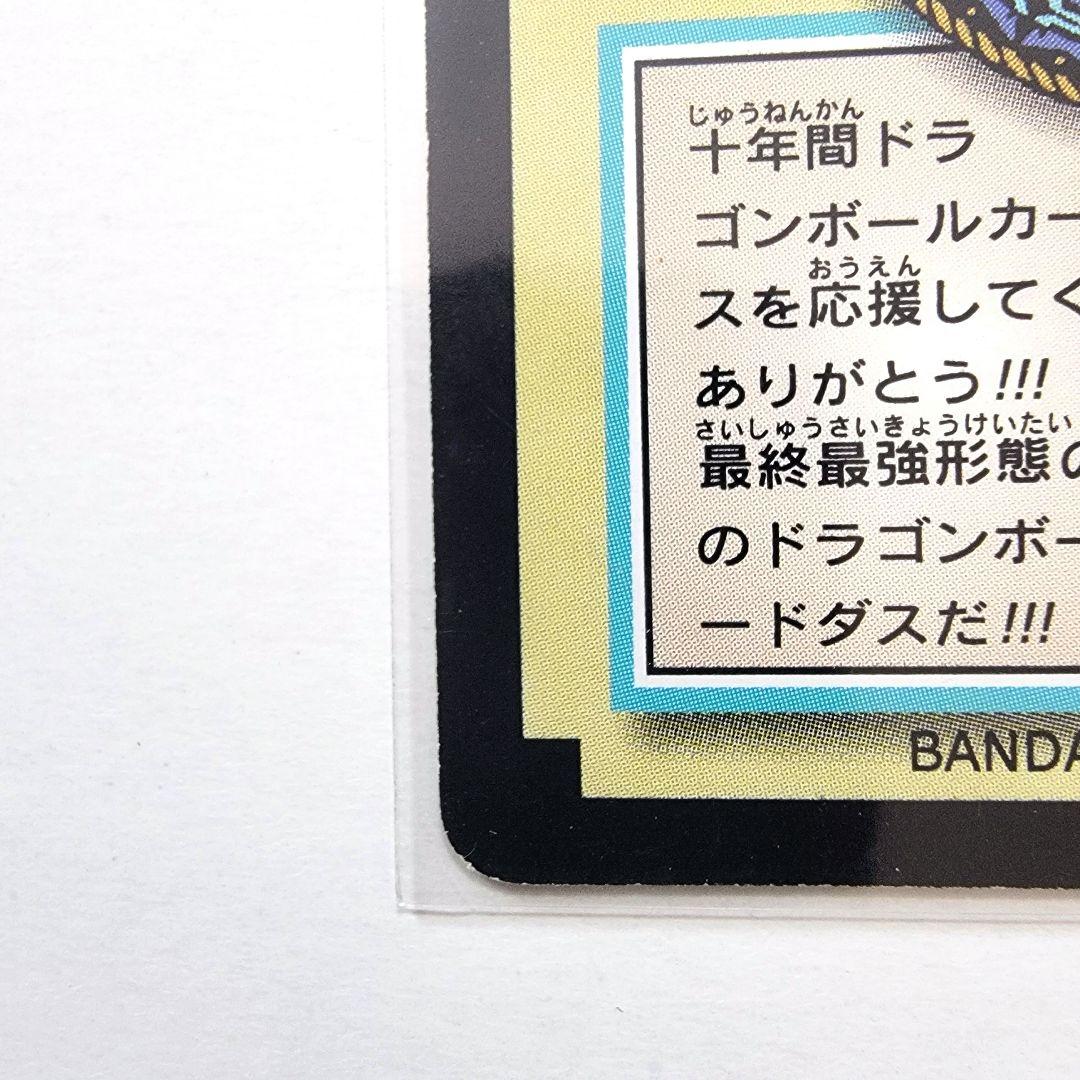 じゅうねんかん
十年間ドラ
ゴンボールカー
おうえん
スを応援してく
ありがとう!!!
さいしゅうさいきょうけいたい
最終最強形態の
のドラゴンボー
ードダスだ!!!
BANDA